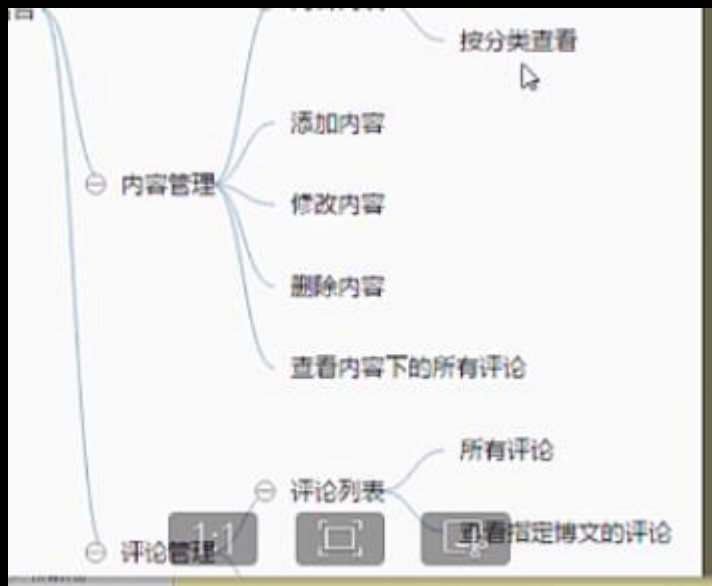 按分类查看
添加内容
内容管理
修改内容
删除内容
查看内容下的所有评论
所有评论
评论列表
1:1
查看指定博文的评论
评论管理